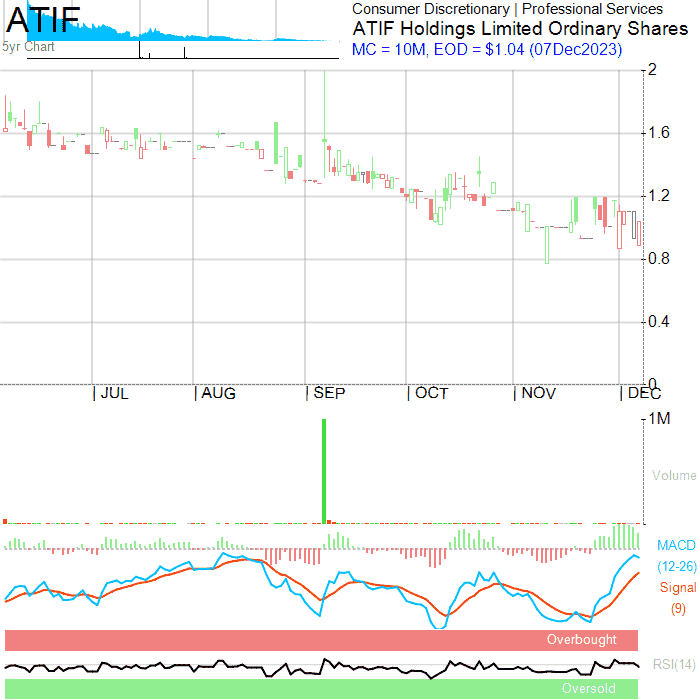 ATIF
5yr Chart
Consumer Discretionary | Professional Services
ATIF Holdings Limited Ordinary Shares
MC = 10M, EOD = $1.04 (07Dec2023)
2
1.6
1.2
0.8
0.4
0
| JUL | AUG | SEP | OCT | NOV | DEC
1M
Volume
MACD
(12-26)
Signal
(9)
Overbought
RSI(14)
Oversold